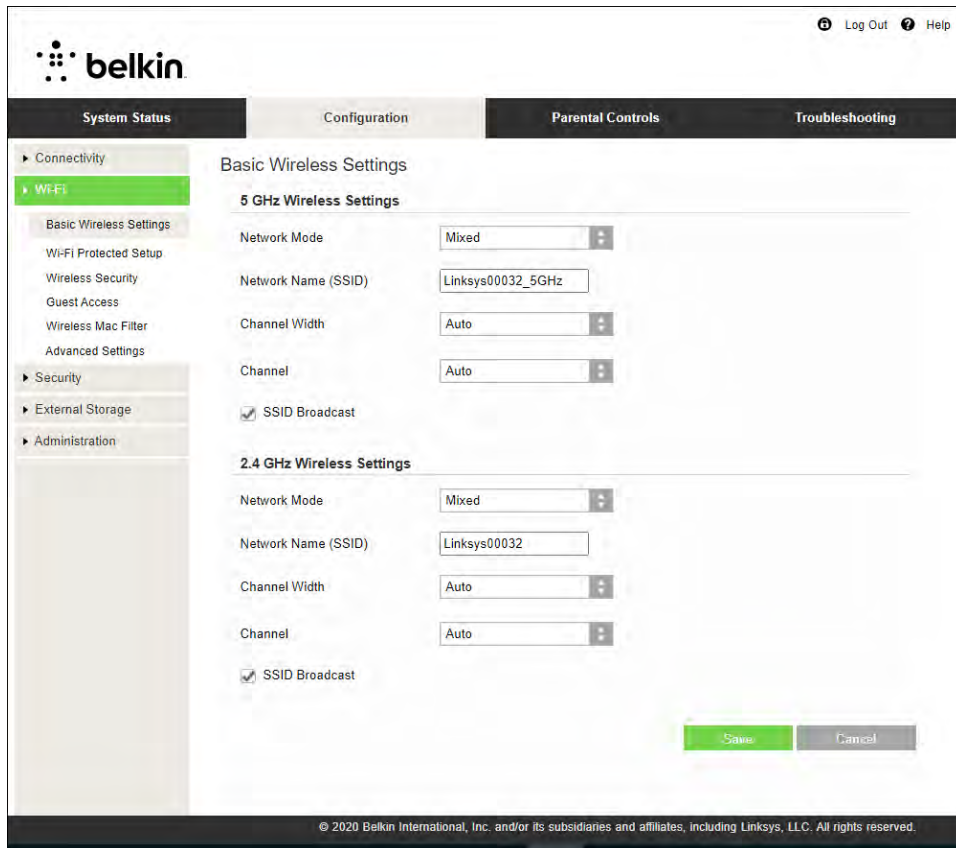 Log Out Help
belkin
System Status Configuration Parental Controls Troubleshooting
Connectivity
Wi-Fi
Basic Wireless Settings
Wi-Fi Protected Setup
Wireless Security
Guest Access
Wireless Mac Filter
Advanced Settings
Security
External Storage
Administration
Basic Wireless Settings
5 GHz Wireless Settings
Network Mode Mixed
Network Name (SSID) Linksys00032_5GHz
Channel Width Auto
Channel Auto
SSID Broadcast
2.4 GHz Wireless Settings
Network Mode Mixed
Network Name (SSID) Linksys00032
Channel Width Auto
Channel Auto
SSID Broadcast
Save Cancel
© 2020 Belkin International, Inc. and/or its subsidiaries and affiliates, including Linksys, LLC. All rights reserved.